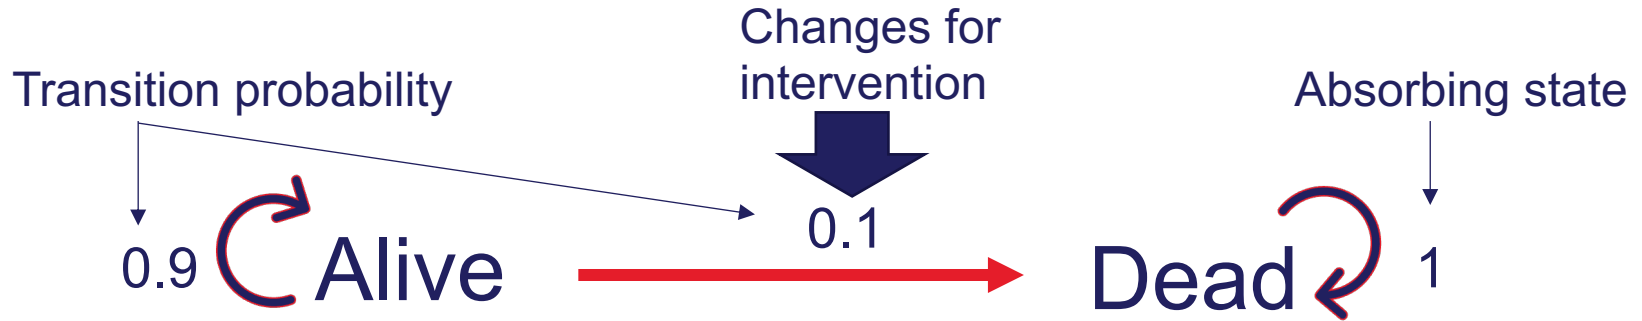 Transition probability
Changes for
intervention
Absorbing state
0.9
Alive
0.1
Dead
1